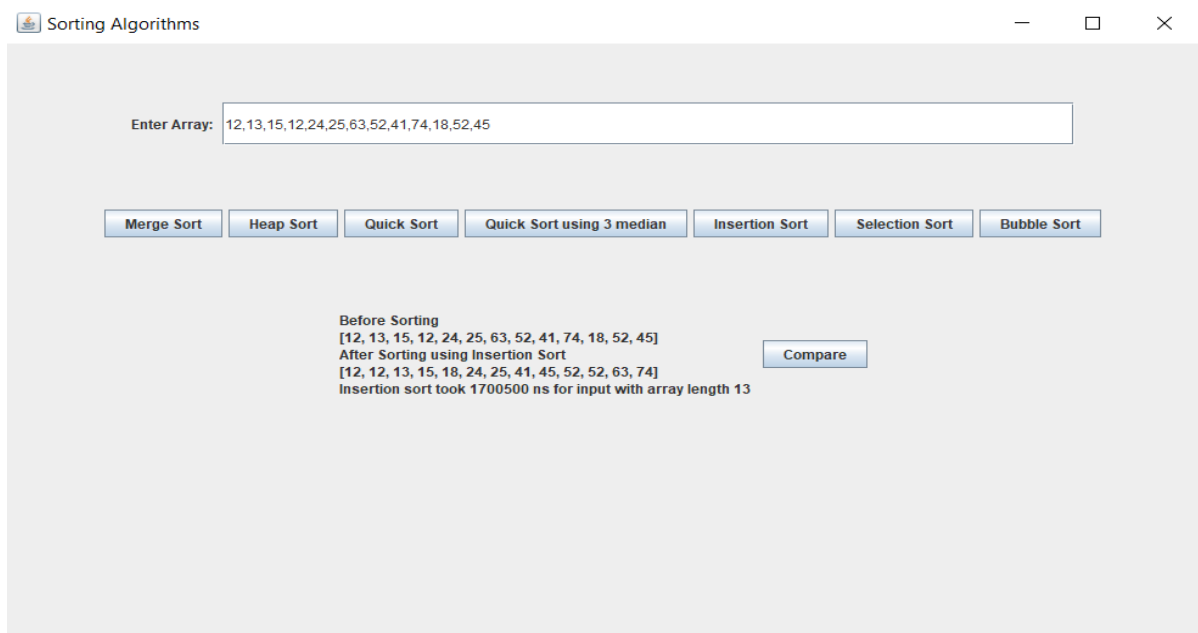 Sorting Algorithms
Enter Array: 12,13,15,12,24,25,63,52,41,74,18,52,45
Merge Sort Heap Sort Quick Sort Quick Sort using 3 median Insertion Sort Selection Sort Bubble Sort
Before Sorting
[12, 13, 15, 12, 24, 25, 63, 52, 41, 74, 18, 52, 45]
After Sorting using Insertion Sort
[12, 12, 13, 15, 18, 24, 25, 41, 45, 52, 52, 63, 74]
Insertion sort took 1700500 ns for input with array length 13
Compare